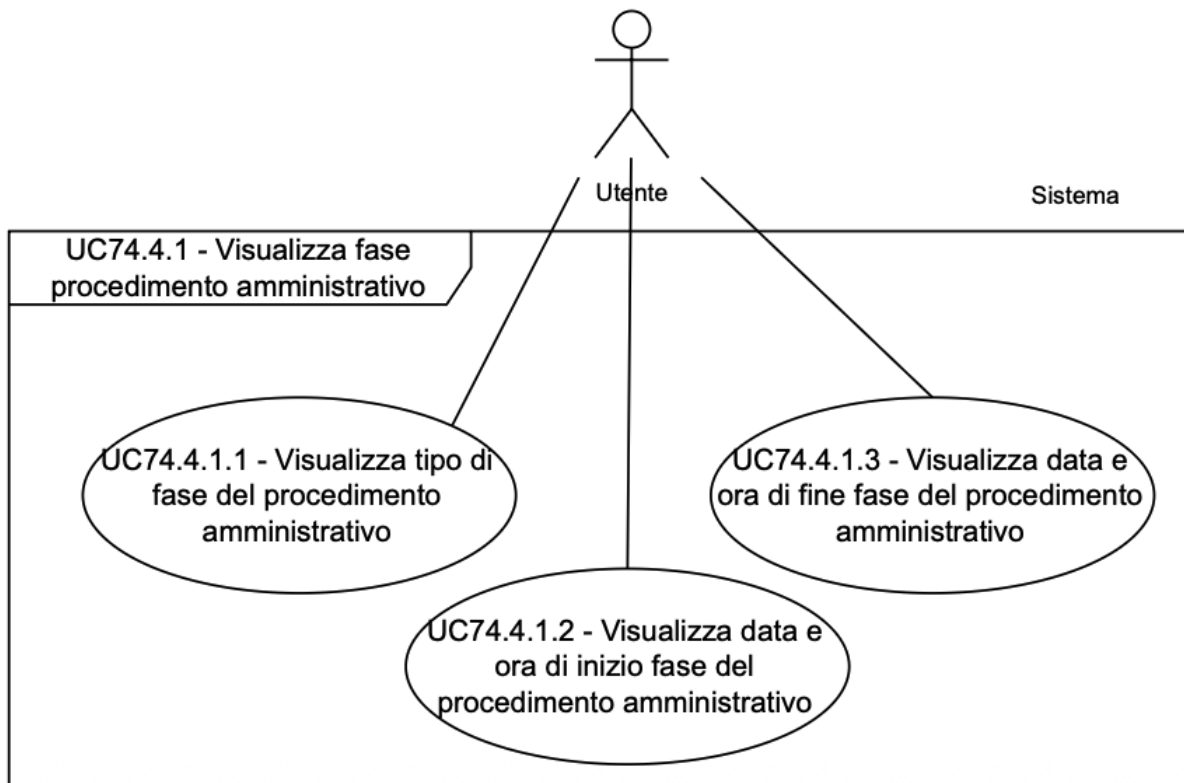 Utente
Sistema
UC74.4.1 - Visualizza fase
procedimento amministrativo
UC74.4.1.1 - Visualizza tipo di
fase del procedimento
amministrativo
UC74.4.1.3 - Visualizza data e
ora di fine fase del procedimento
amministrativo
UC74.4.1.2 - Visualizza data e
ora di inizio fase del
procedimento amministrativo